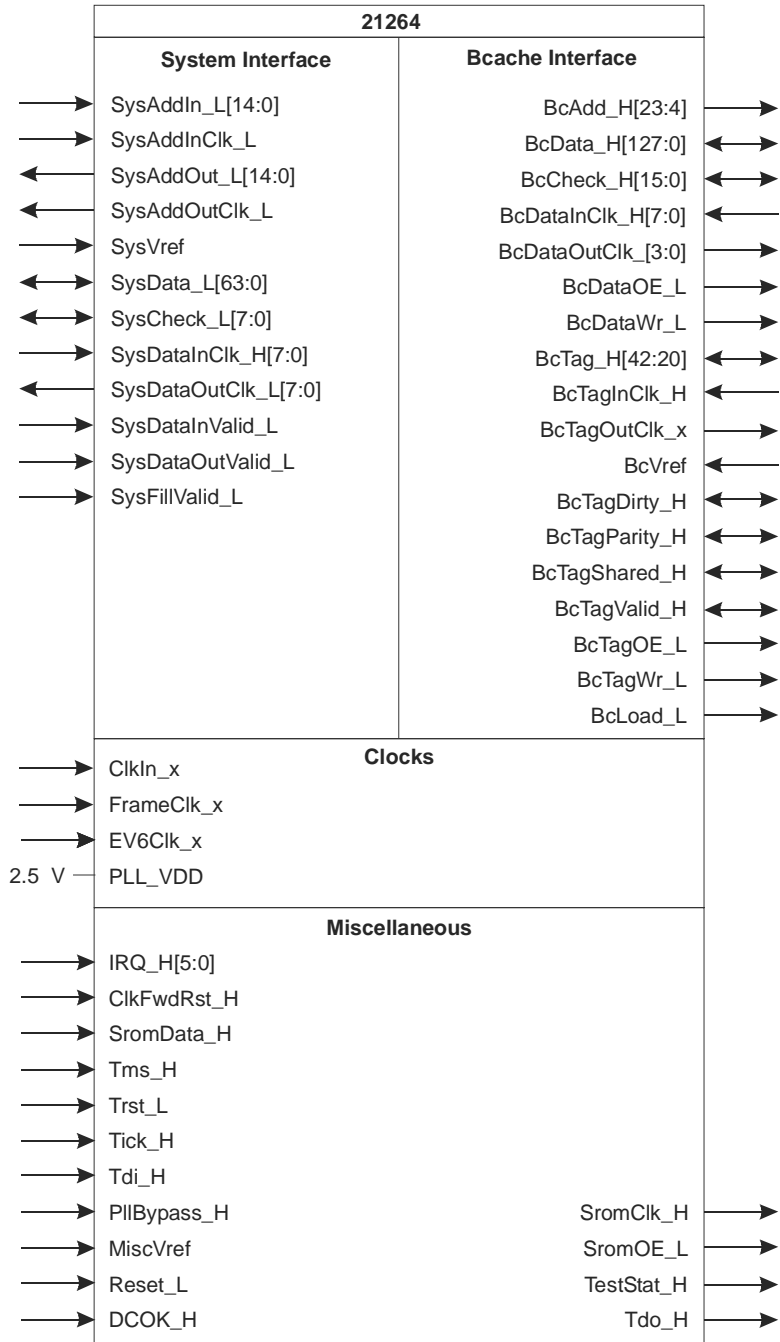 21264
System Interface
SysAddIn_L[14:0]
SysAddInClk_L
SysAddOut_L[14:0]
SysAddOutClk_L
SysVref
SysData_L[63:0]
SysCheck_L[7:0]
SysDataInClk_H[7:0]
SysDataOutClk_L[7:0]
SysDataInValid_L
SysDataOutValid_L
SysFillValid_L
Bcache Interface
BcAdd_H[23:4]
BcData_H[127:0]
BcCheck_H[15:0]
BcDataInClk_H[7:0]
BcDataOutClk_[3:0]
BcDataOE_L
BcDataWr_L
BcTag_H[42:20]
BcTagInClk_H
BcTagOutClk_x
BcVref
BcTagDirty_H
BcTagParity_H
BcTagShared_H
BcTagValid_H
BcTagOE_L
BcTagWr_L
BcLoad_L
Clocks
ClkIn_x
FrameClk_x
EV6Clk_x
2.5 V PLL_VDD
Miscellaneous
IRQ_H[5:0]
ClkFwdRst_H
SromData_H
Tms_H
Trst_L
Tick_H
Tdi_H
PllBypass_H
MiscVref
Reset_L
DCOK_H
SromClk_H
SromOE_L
TestStat_H
Tdo_H